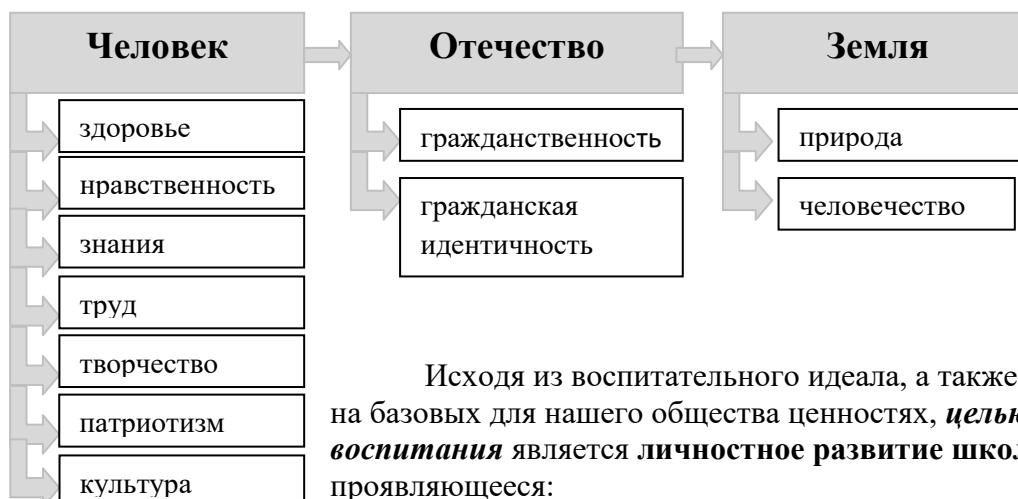 Человек
Отечество
Земля
здоровье
нравственность
знания
труд
творчество
патриотизм
культура
гражданственность
гражданская
идентичность
природа
человечество
Исходя из воспитательного идеала, а также
на базовых для нашего общества ценностях,
воспитания является личностное развитие
проявляющееся: